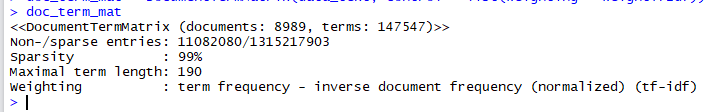 > doc_term_mat
<<DocumentTermMatrix (documents: 8989, terms: 147547)>>
Non-/sparse entries: 11082080/1315217903
Sparsity           : 99%
Maximal term length: 190
Weighting          : term frequency - inverse document frequency (normalized) (tf-idf)
>